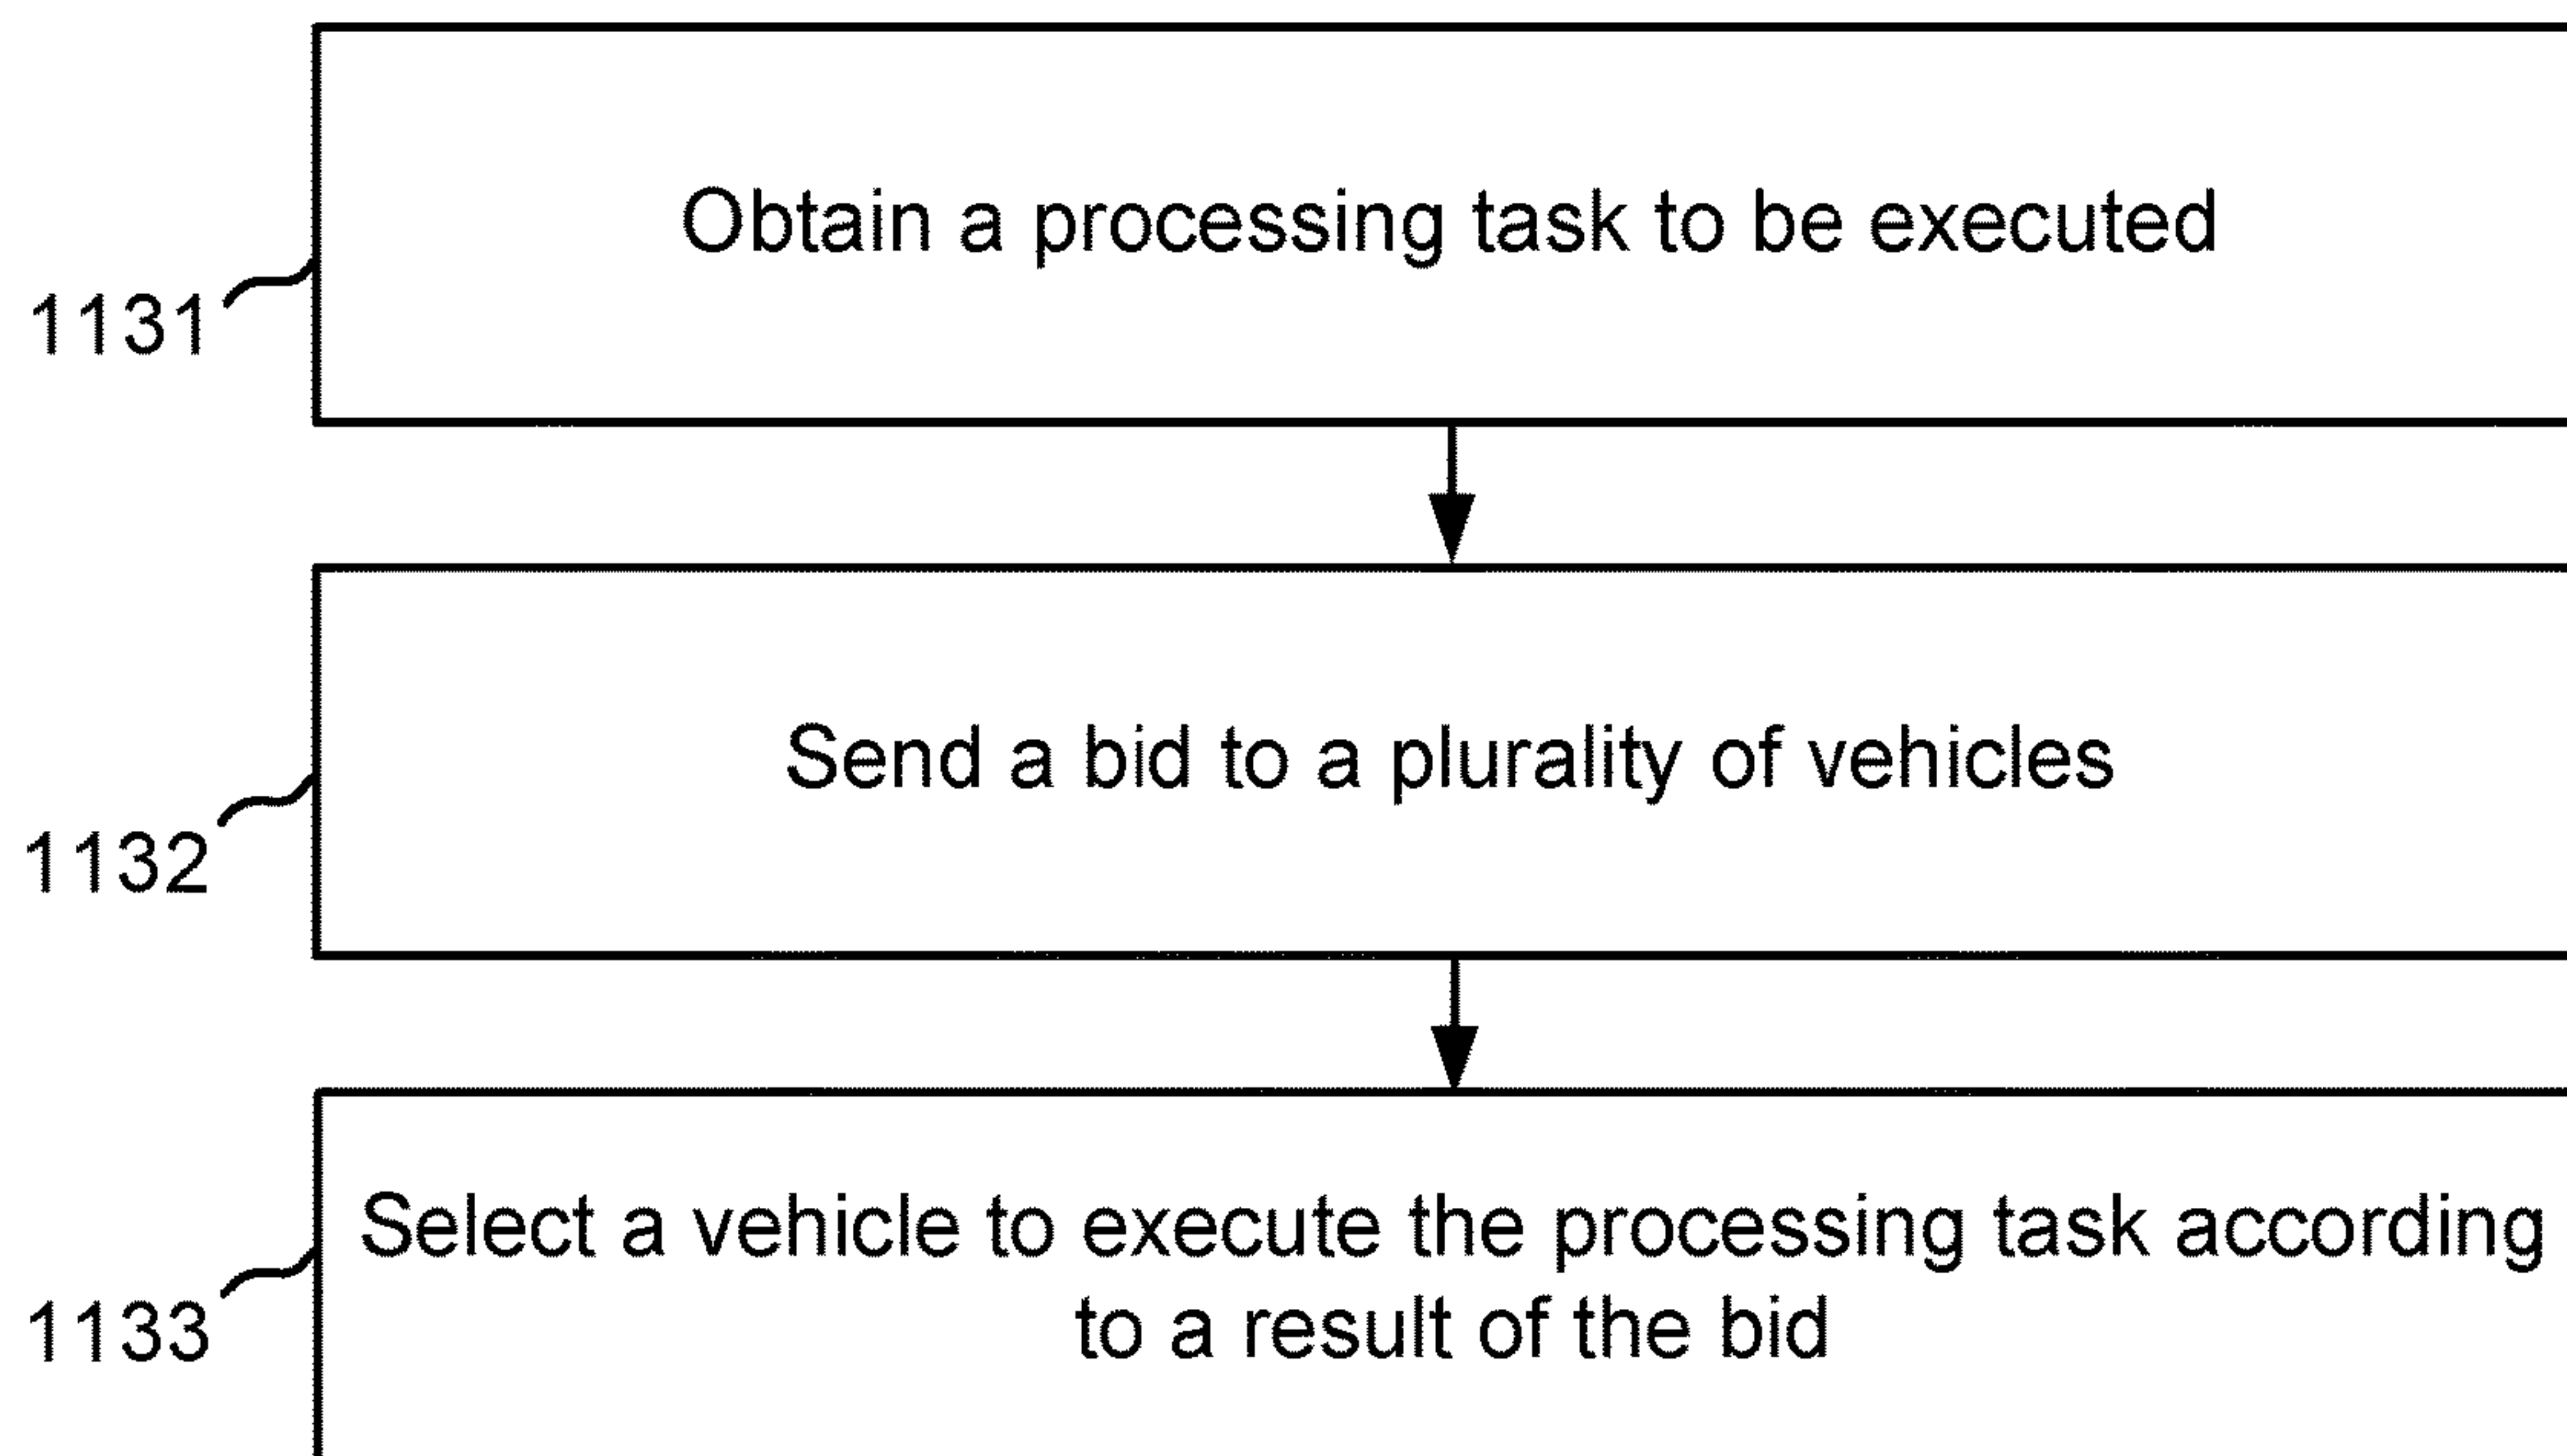 Obtain a processing task to be executed
1131
Send a bid to a plurality of vehicles
1132
Select a vehicle to execute the processing task according
to a result of the bid
1133